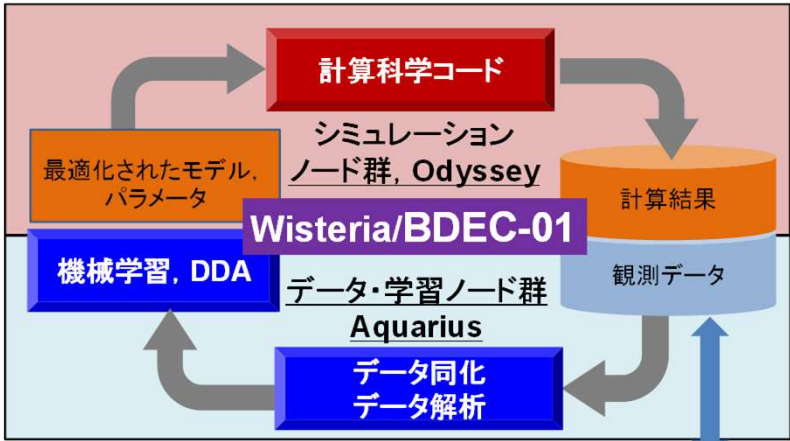 計算科学コード
シミュレーション
ノード群, Odyssey
最適化されたモデル,
パラメータ
計算結果
Wisteria/BDEC-01
機械学習, DDA
観測データ
データ・学習ノード群
Aquarius
データ同化
データ解析